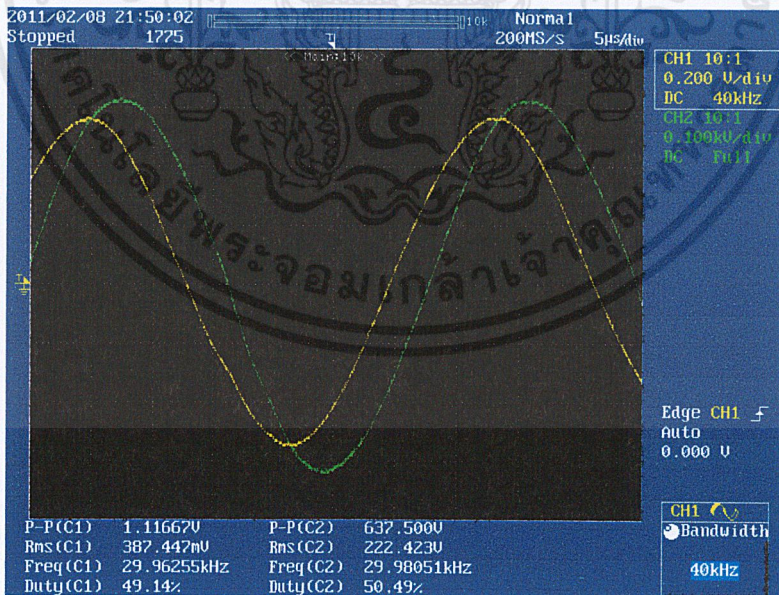 2011/02/08 21:50:02 10k Normal
Stopped 1775 200MS/s 5µs/div
<< Main:10k >>
CH1 10:1
0.200 V/div
DC 40kHz
CH2 10:1
0.100kV/div
DC Full
Edge CH1
Auto
0.000 V
CH1
Bandwidth
40kHz
P-P(C1) 1.11667V P-P(C2) 637.500V
Rms(C1) 387.447mV Rms(C2) 222.423V
Freq(C1) 29.96255kHz Freq(C2) 29.98051kHz
Duty(C1) 49.14% Duty(C2) 50.49%